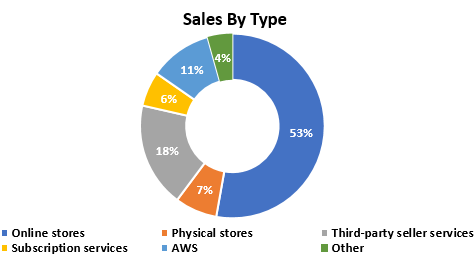 Sales By Type
4%
11%
6%
53%
18%
7%
Online stores Physical stores Third-party seller services
Subscription services AWS Other